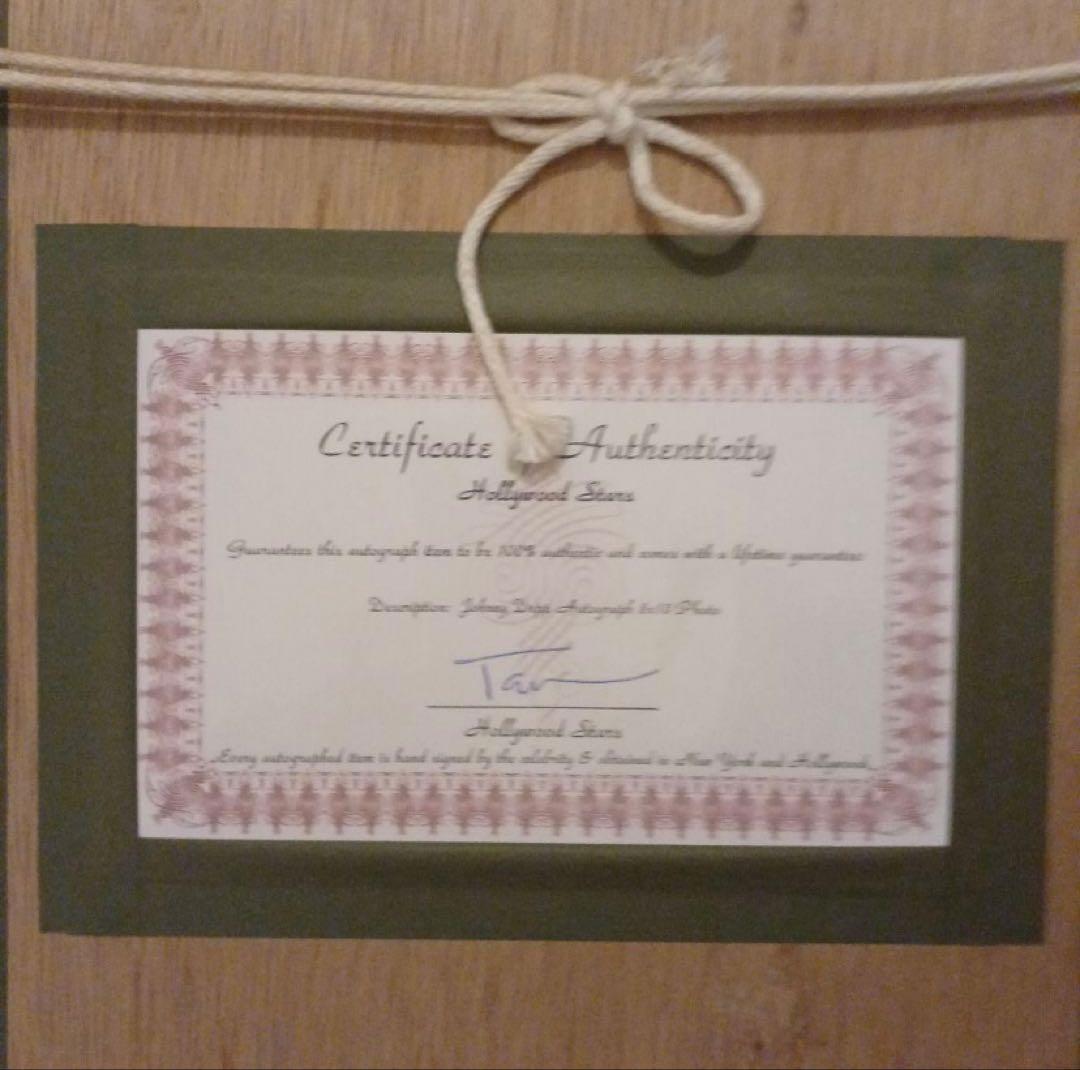 Certificate Authenticity
Hollywood Stars
Guarantees this autograph item to be 100% authentic and comes with a lifetime guarantee
Description: Johnny Depp Autograph 8x10 Photo
Hollywood Stars
Every autographed item is hand signed by the celebrity & obtained in New York and Hollywood.